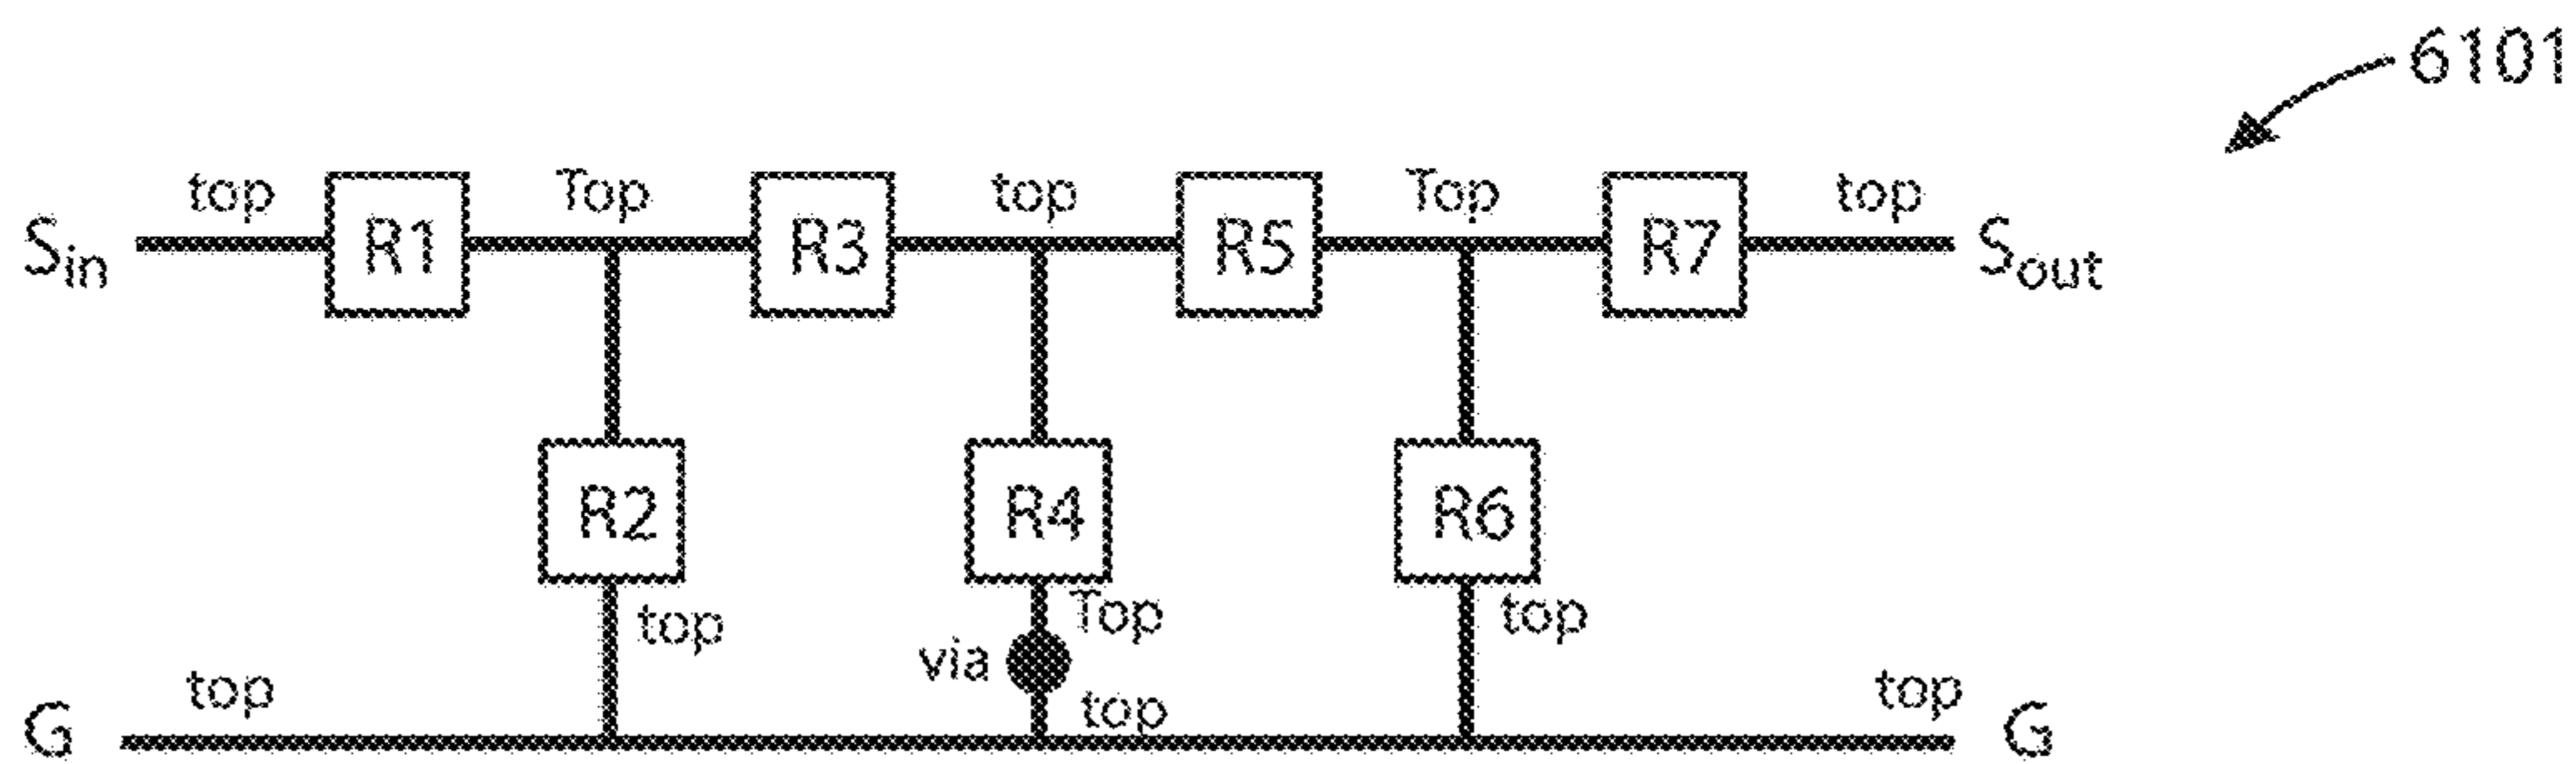 6101
top Top top Top top
S_in R1 R3 R5 R7 S_out
R2 R4 R6
top Top top
via
top top top
G G